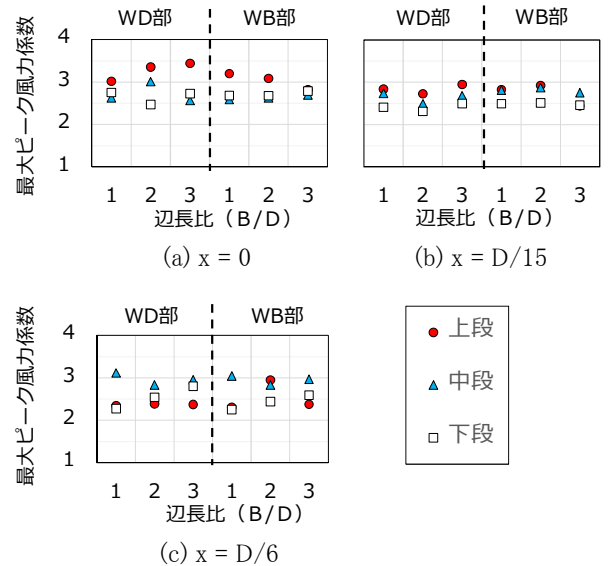 WD部 WB部
最大ピーク風力係数
4
3
2
1
1 2 3 1 2 3
辺長比(B/D)
(a) x = 0
WD部 WB部
4
3
2
1
1 2 3 1 2 3
辺長比(B/D)
(b) x = D/15
WD部 WB部
最大ピーク風力係数
4
3
2
1
1 2 3 1 2 3
辺長比(B/D)
(c) x = D/6
上段
中段
下段